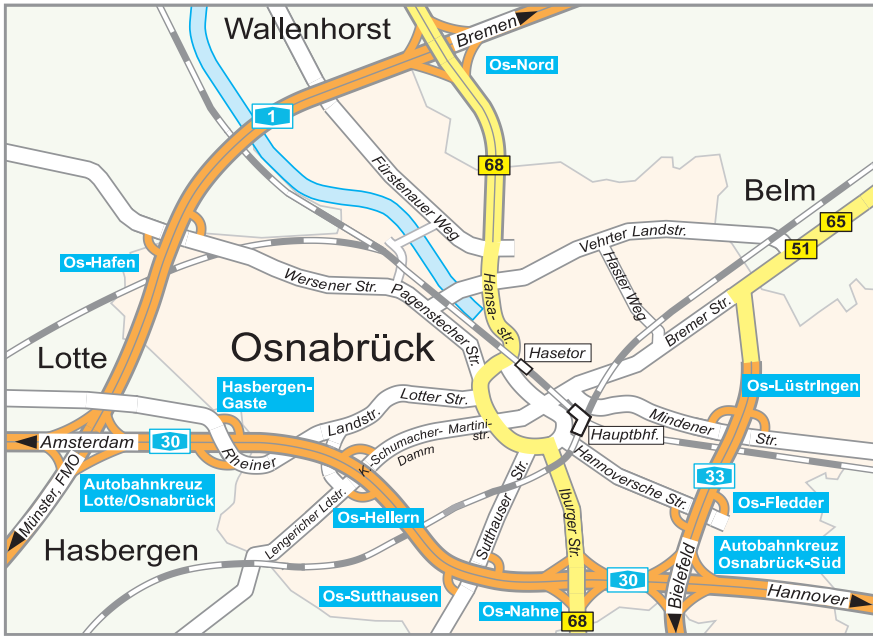 Wallenhorst
Bremen
Os-Nord
1
68
Fürstenauer Weg
Belm
65
51
Vehrter Landstr.
Haster Weg
Os-Hafen
Wersener Str.
Pagenstecher Str.
Hansa-
str.
Bremer Str.
Osnabrück
Hasetor
Lotte
Hasbergen-
Gaste
Lotter Str.
Os-LüstrIngen
Landstr.
Rheiner
Amsterdam
30
K.-Schumacher-
Damm
Martini-
str.
Hauptbhf.
Mindener
Str.
Münster, FMO
Autobahnkreuz
Lotte/Osnabrück
Hannoversche Str.
33
Os-Fledder
Lengericher Ldstr.
Os-Hellern
Sutthauser
Str.
Iburger Str.
Hasbergen
Autobahnkreuz
Osnabrück-Süd
30
Os-Sutthausen
Os-Nahne
68
Bielefeld
Hannover